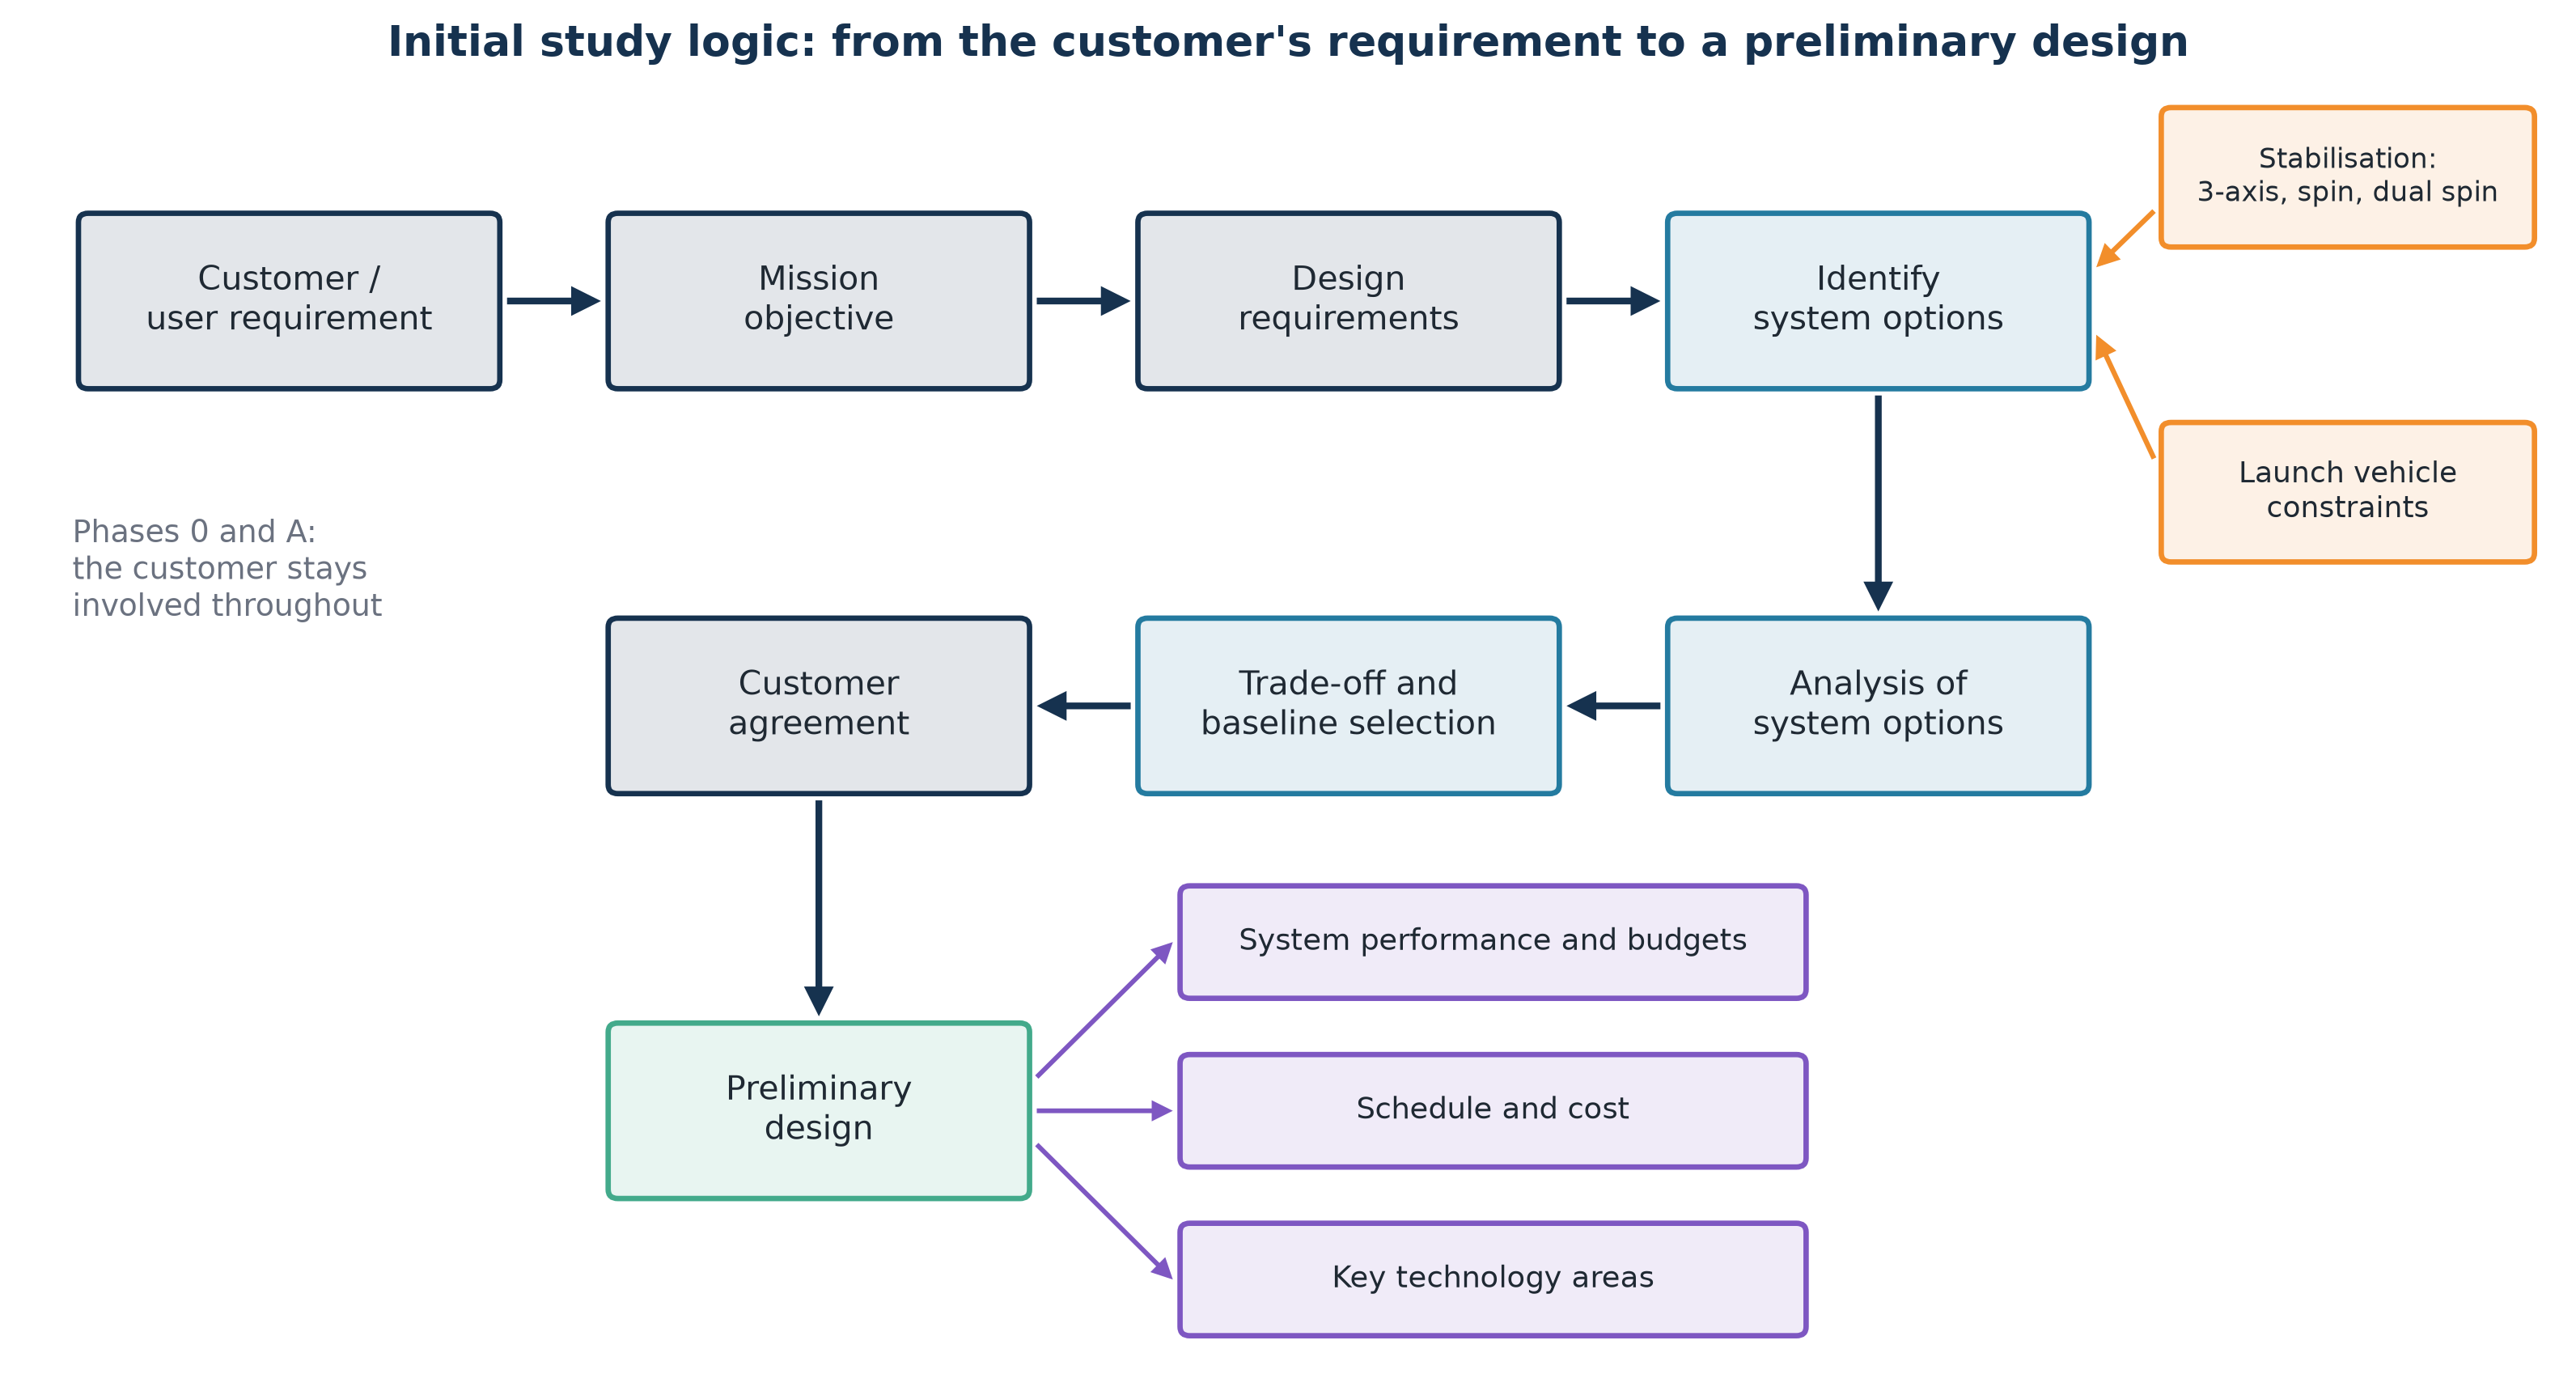 Initial study logic: from the customer's requirement to a preliminary design
Stabilisation:
3-axis, spin, dual spin
Customer /
user requirement
Mission
objective
Design
requirements
Identify
system options
Launch vehicle
constraints
Phases 0 and A:
the customer stays
involved throughout
Customer
agreement
Trade-off and
baseline selection
Analysis of
system options
System performance and budgets
Preliminary
design
Schedule and cost
Key technology areas